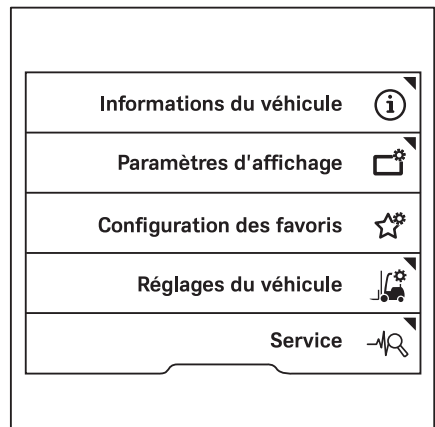 Informations du véhicule
Paramètres d'affichage
Configuration des favoris
Réglages du véhicule
Service